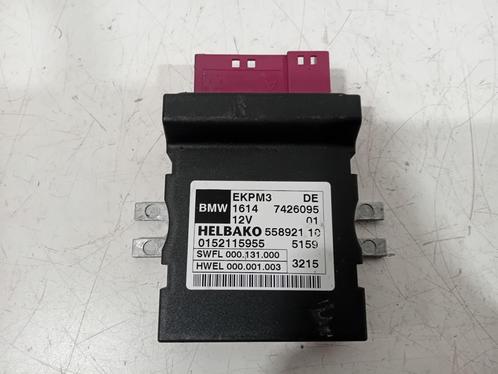 BMW EKPM3 DE
1614 7426095
12V 01
HELBAKO 558921 10
0152115955 5159
SWFL 000.131.000
HWEL 000.001.003 3215